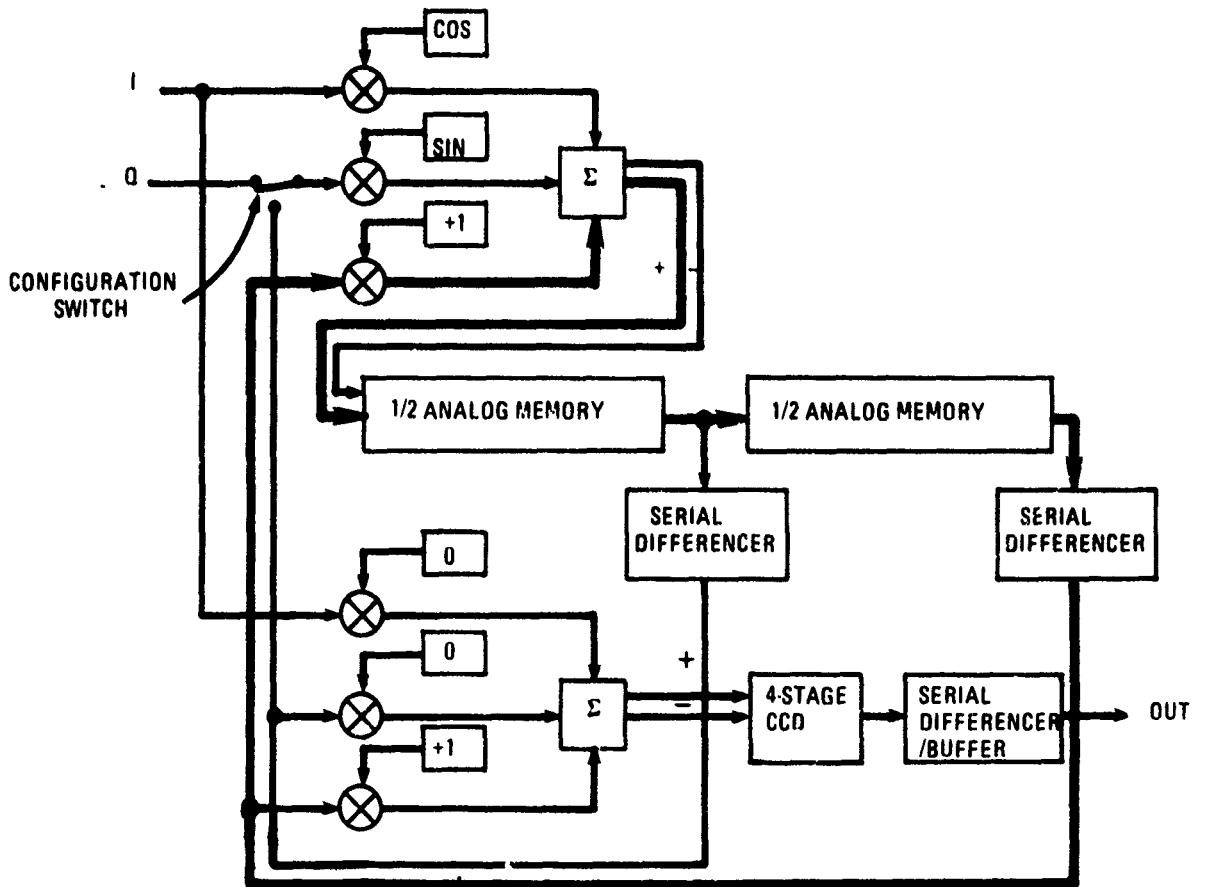 COS
I
SIN
Q
Σ
+1
CONFIGURATION
SWITCH
+ -
1/2 ANALOG MEMORY
1/2 ANALOG MEMORY
SERIAL
DIFFERENCER
SERIAL
DIFFERENCER
0
0
+
-
Σ
4-STAGE
CCD
SERIAL
DIFFERENCER
/BUFFER
OUT
+1